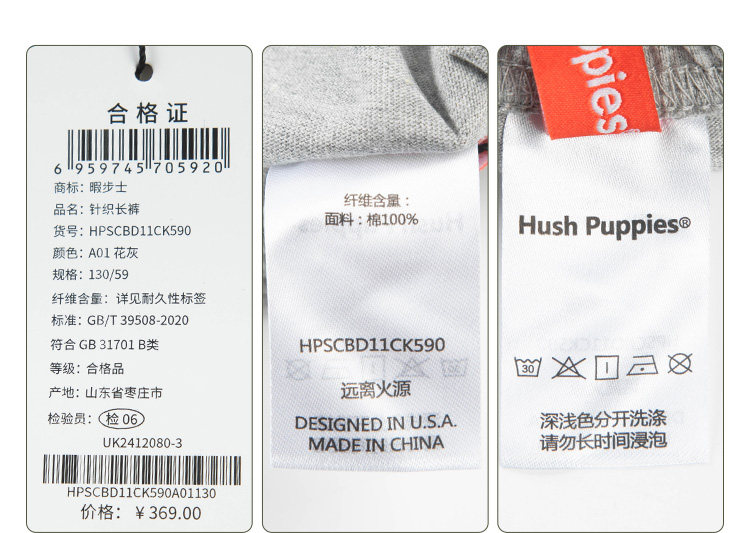 合格证
6 959745 705920
商标：暇步士
品名：针织长裤
货号：HPSCBD11CK590
颜色：A01 花灰
规格：130/59
纤维含量：详见耐久性标签
标准：GB/T 39508-2020
符合 GB 31701 B类
等级：合格品
产地：山东省枣庄市
检验员：检 06
UK2412080-3
HPSCBD11CK590A01130
价格：￥369.00
纤维含量：
面料：棉100%
HPSCBD11CK590
远离火源
DESIGNED IN U.S.A.
MADE IN CHINA
ppies®
Hush Puppies®
30
深浅色分开洗涤
请勿长时间浸泡